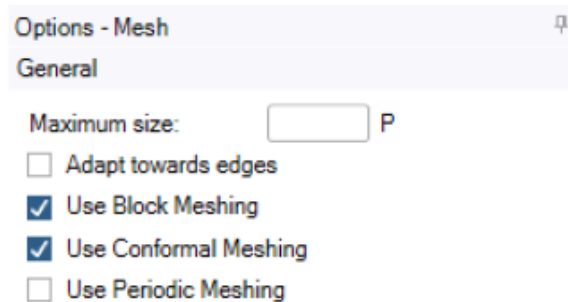 Options - Mesh
General
Maximum size: P
Adapt towards edges
Use Block Meshing
Use Conformal Meshing
Use Periodic Meshing